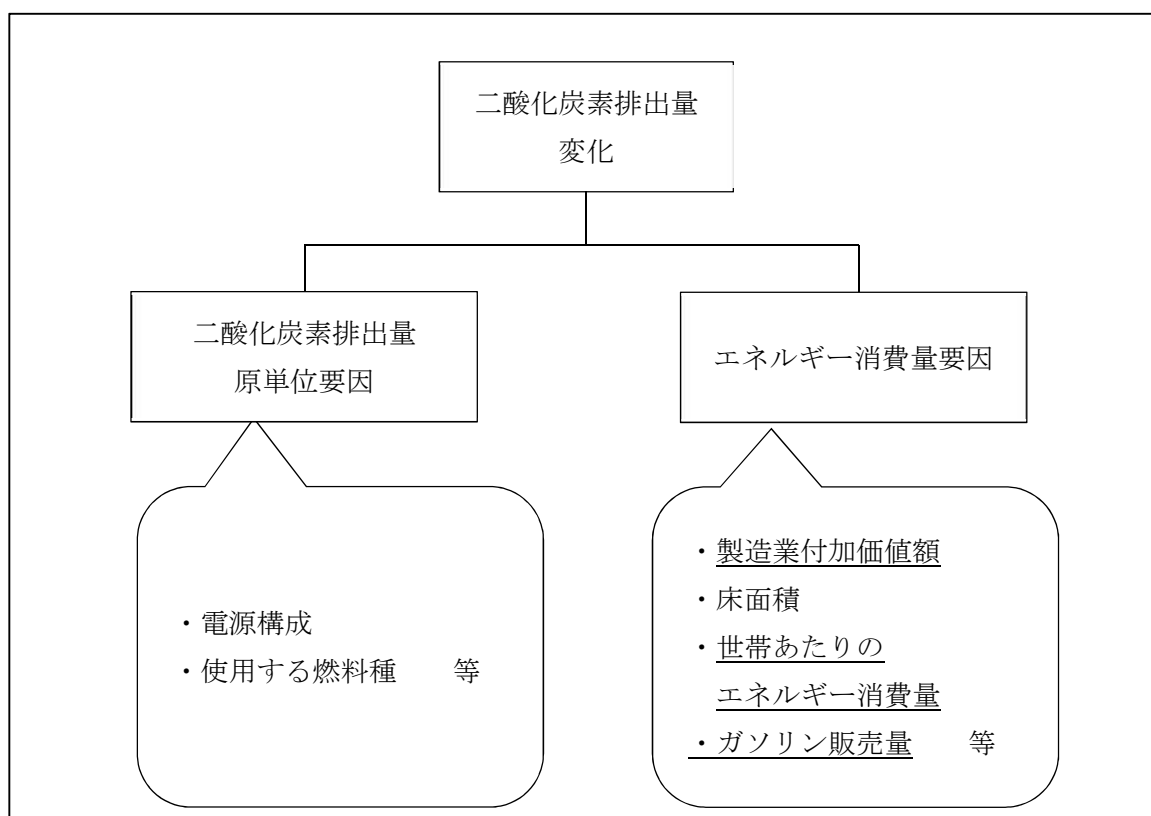 二酸化炭素排出量
変化
二酸化炭素排出量
原単位要因
エネルギー消費量要因
・電源構成
・使用する燃料種　　等
・製造業付加価値額
・床面積
・世帯あたりの
エネルギー消費量
・ガソリン販売量　　等